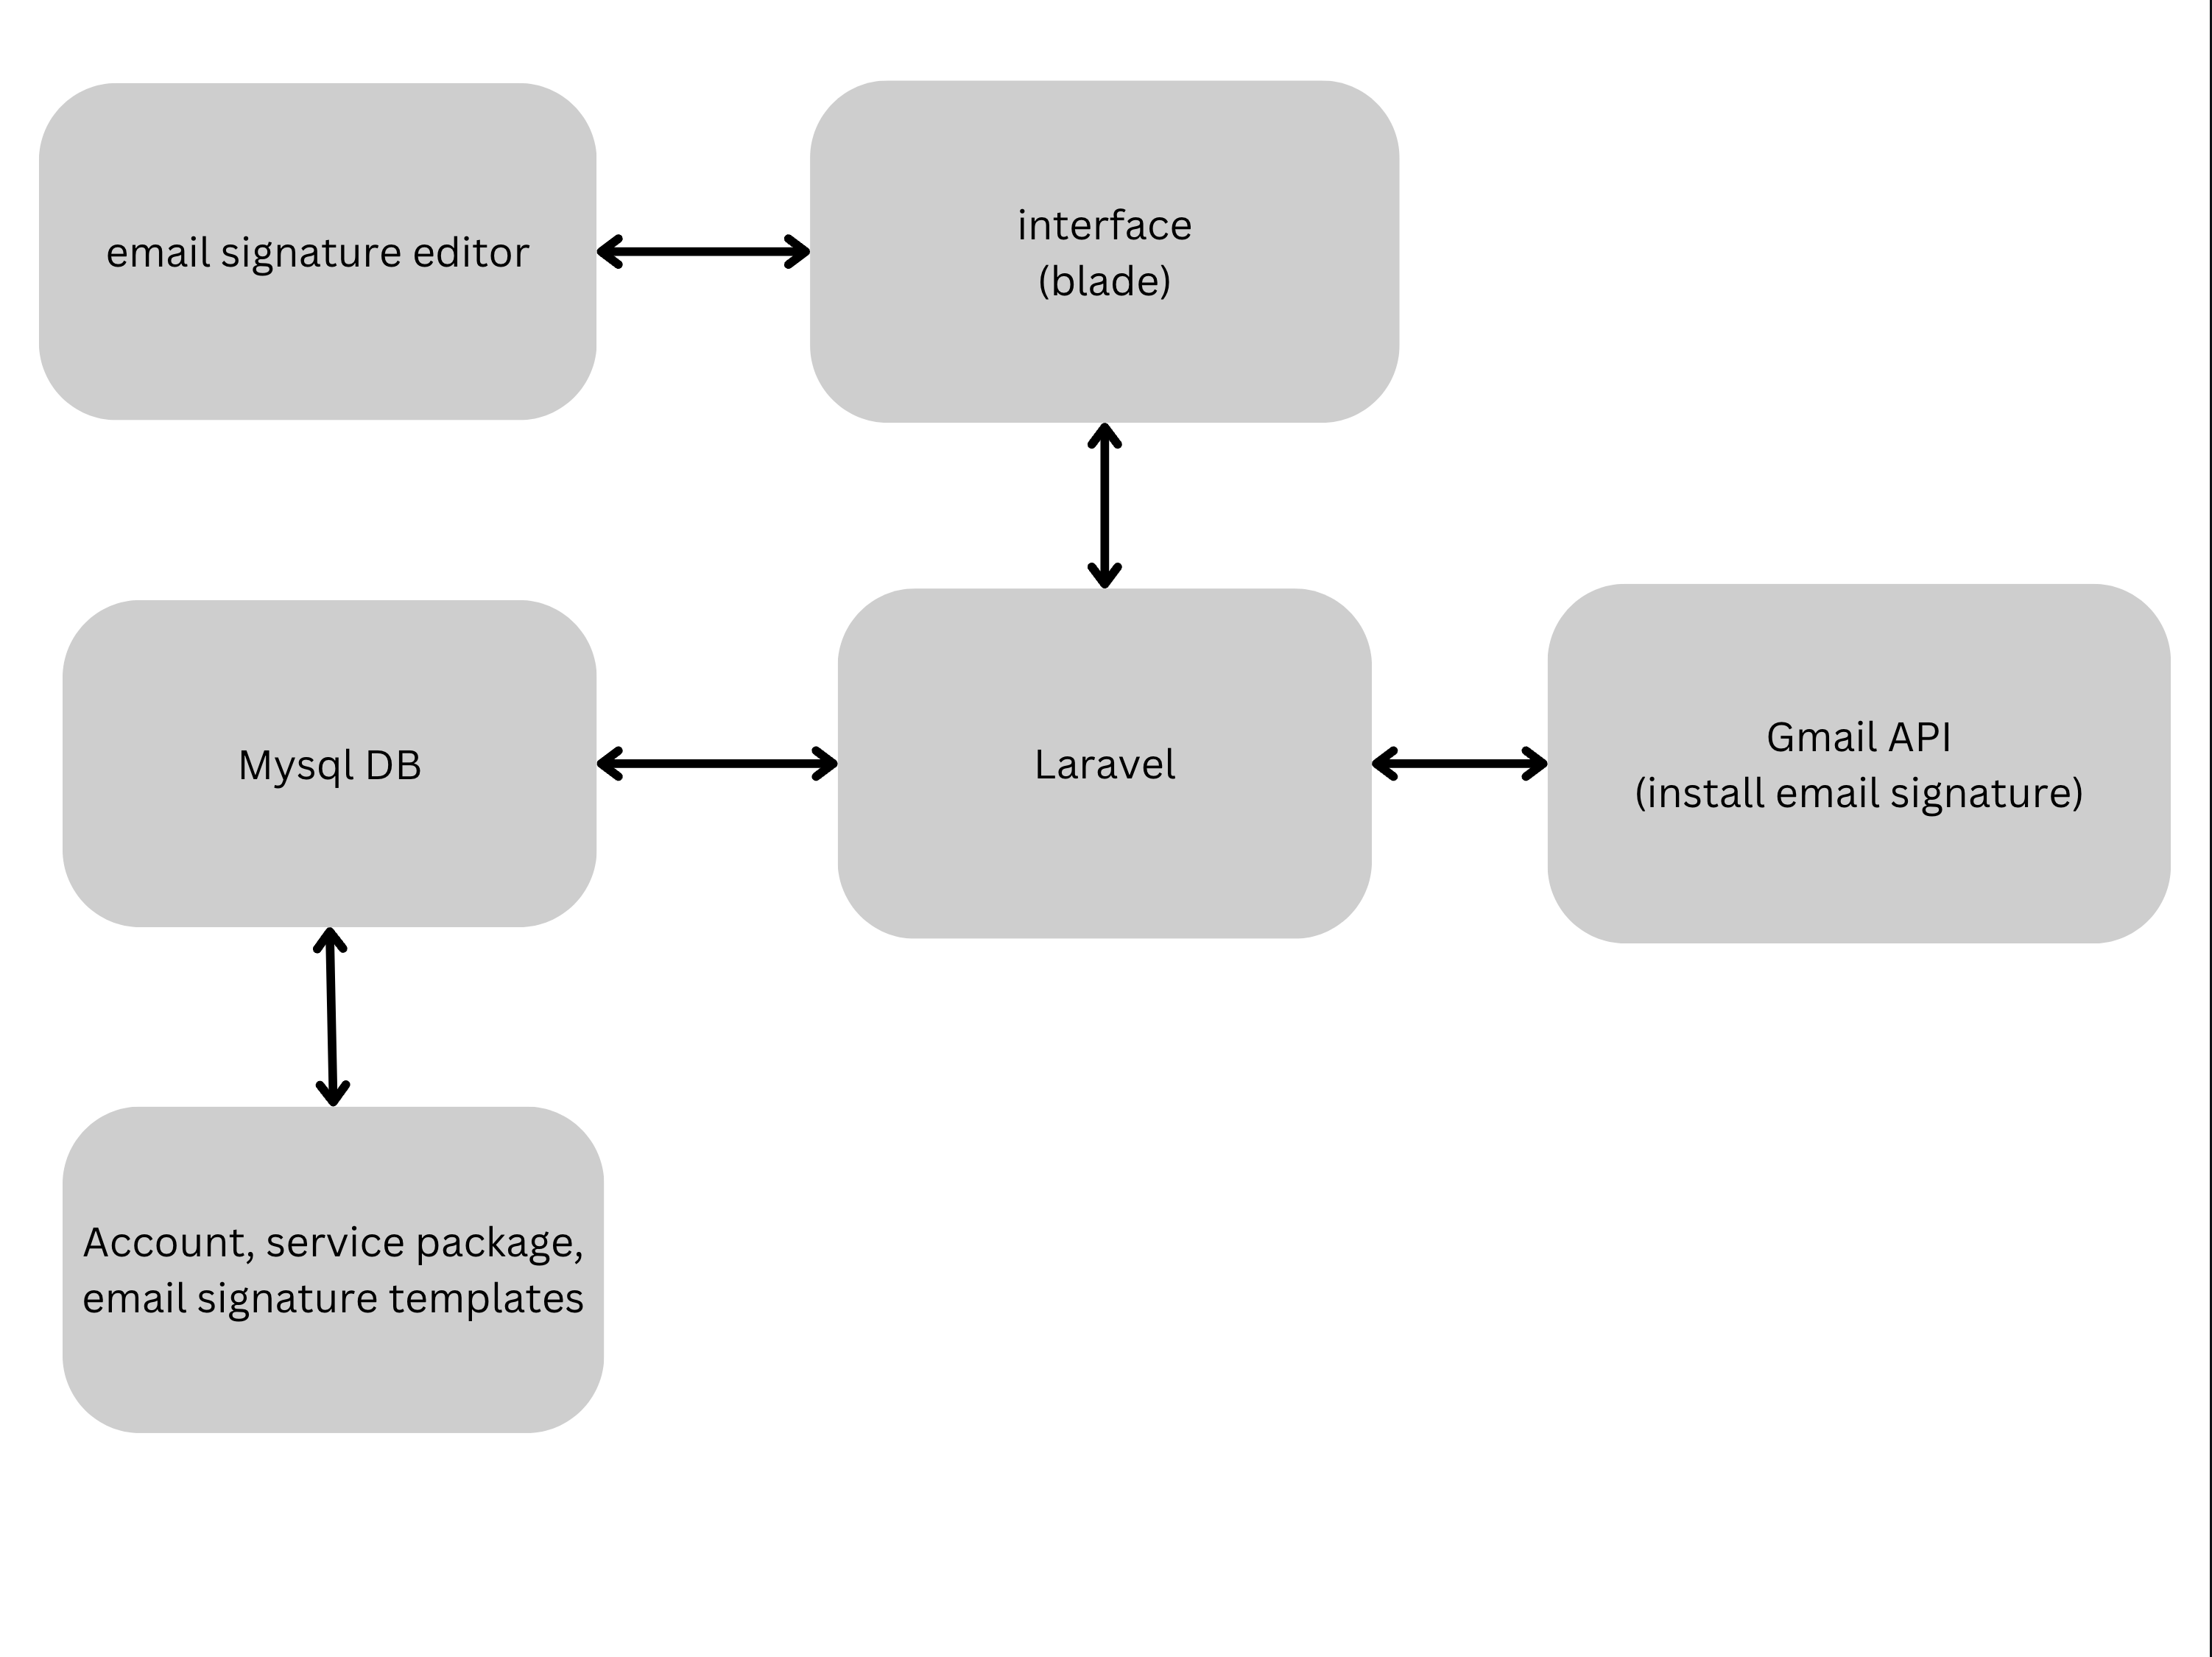 email signature editor
interface
(blade)
Mysql DB
Laravel
Gmail API
(install email signature)
Account, service package,
email signature templates